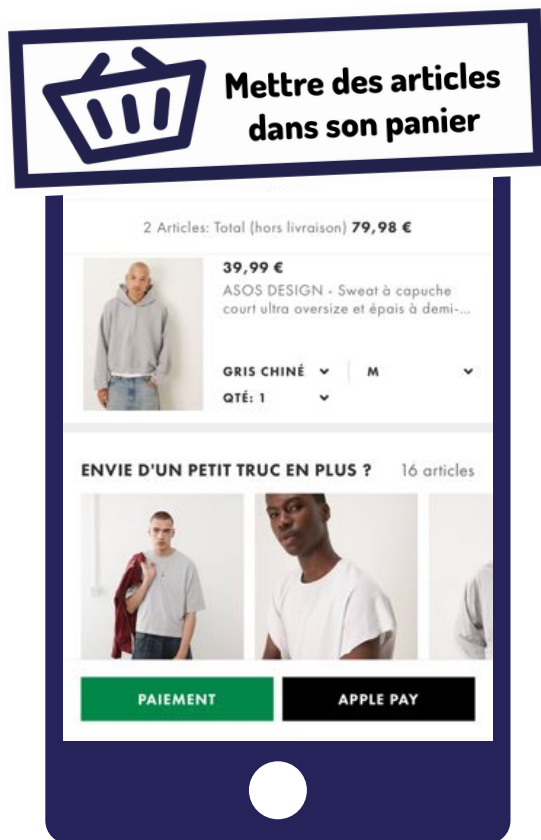 Mettre des articles
dans son panier
2 Articles: Total (hors livraison) 79,98 €
39,99 €
ASOS DESIGN - Sweat à capuche
court ultra oversize et épais à demi-...
GRIS CHINÉ
M
QTÉ: 1
ENVIE D'UN PETIT TRUC EN PLUS ?
16 articles
PAIEMENT
APPLE PAY